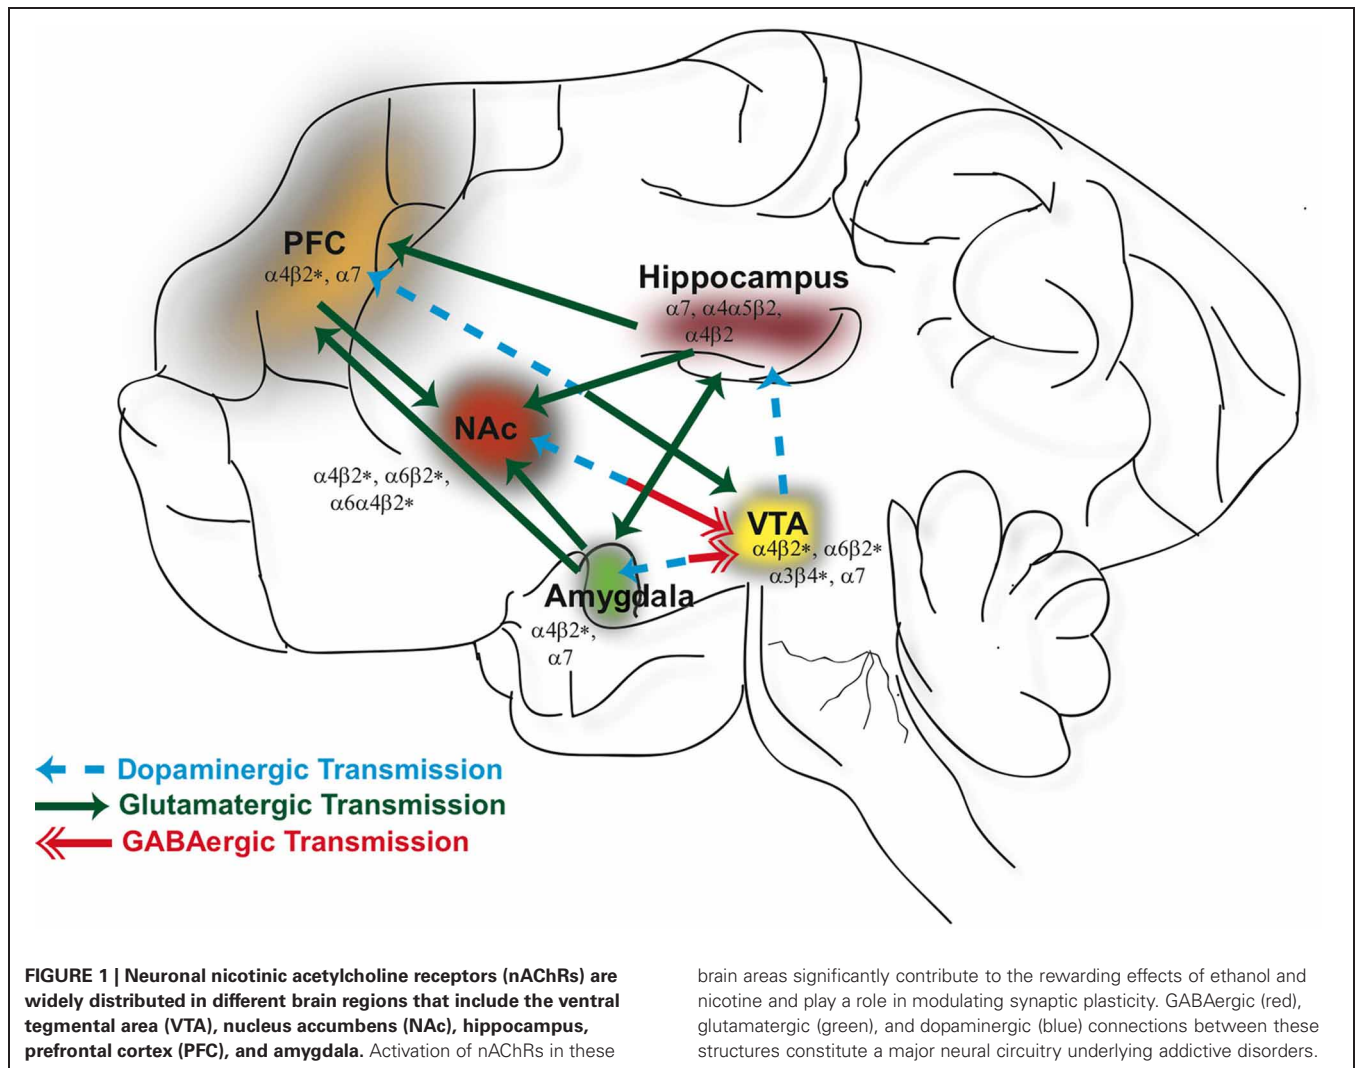 PFC
α4β2*, α7
Hippocampus
α7, α4α5β2,
α4β2
NAc
α4β2*, α6β2*,
α6α4β2*
VTA
α4β2*, α6β2*
α3β4*, α7
Amygdala
α4β2*,
α7
Dopaminergic Transmission
Glutamatergic Transmission
GABAergic Transmission
FIGURE 1 | Neuronal nicotinic acetylcholine receptors (nAChRs) are
widely distributed in different brain regions that include the ventral
tegmental area (VTA), nucleus accumbens (NAc), hippocampus,
prefrontal cortex (PFC), and amygdala. Activation of nAChRs in these
brain areas significantly contribute to the rewarding effects of ethanol and
nicotine and play a role in modulating synaptic plasticity. GABAergic (red),
glutamatergic (green), and dopaminergic (blue) connections between these
structures constitute a major neural circuitry underlying addictive disorders.